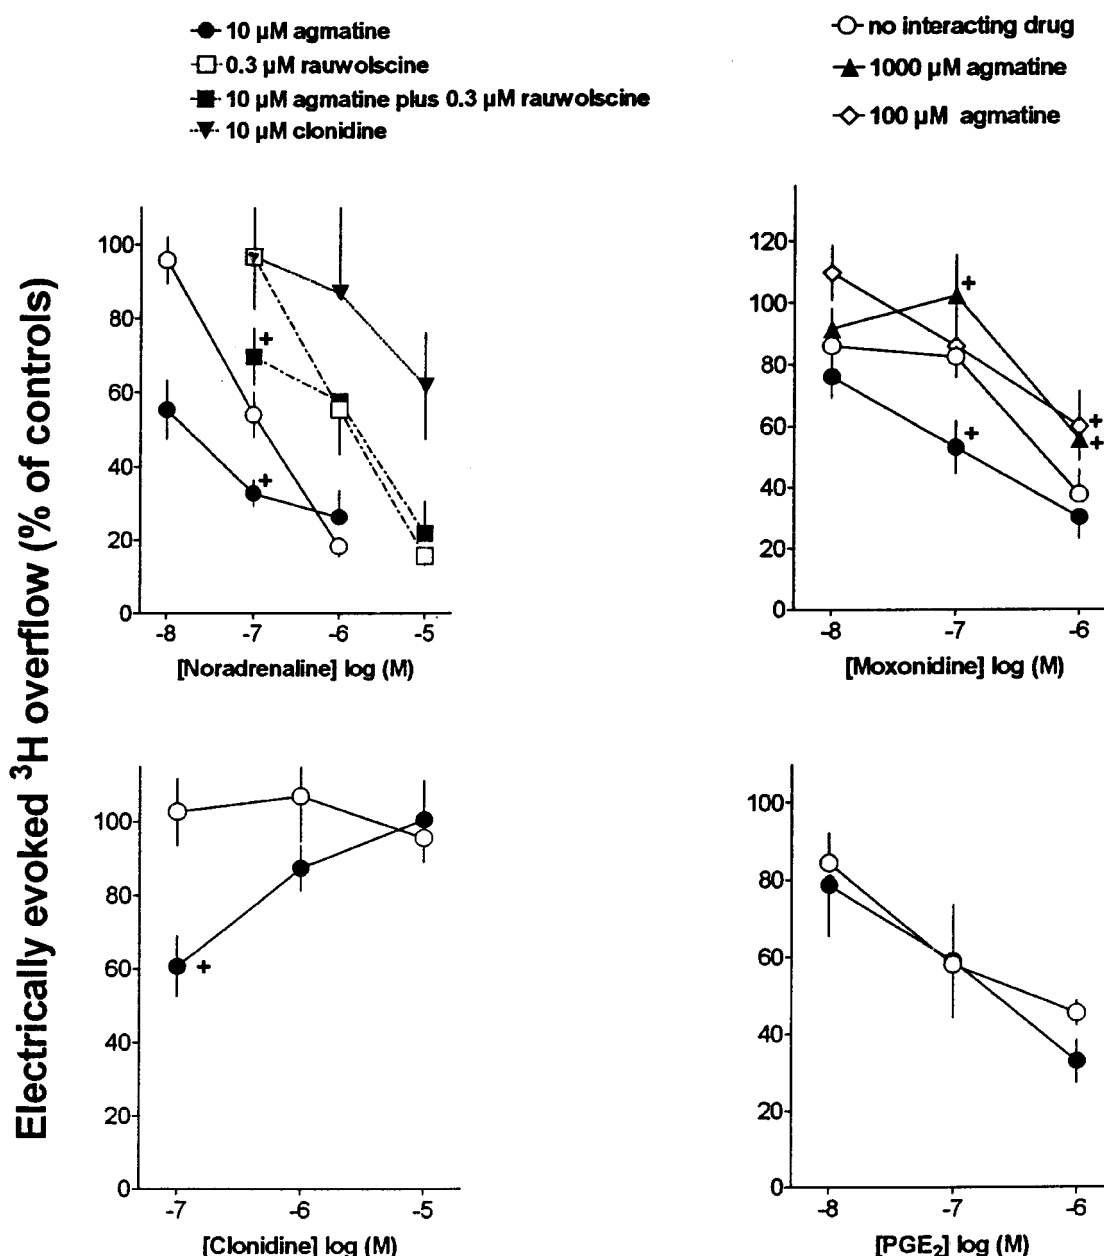 10 µM agmatine
0.3 µM rauwolscine
10 µM agmatine plus 0.3 µM rauwolscine
10 µM clonidine
no interacting drug
1000 µM agmatine
100 µM agmatine
Electrically evoked ³H overflow (% of controls)
100
80
60
40
20
0
-8 -7 -6 -5
[Noradrenaline] log (M)
+
+
120
100
80
60
40
20
0
-8 -7 -6
[Moxonidine] log (M)
+
+
+
+
100
80
60
40
20
0
-7 -6 -5
[Clonidine] log (M)
+
100
80
60
40
20
0
-8 -7 -6
[PGE₂] log (M)